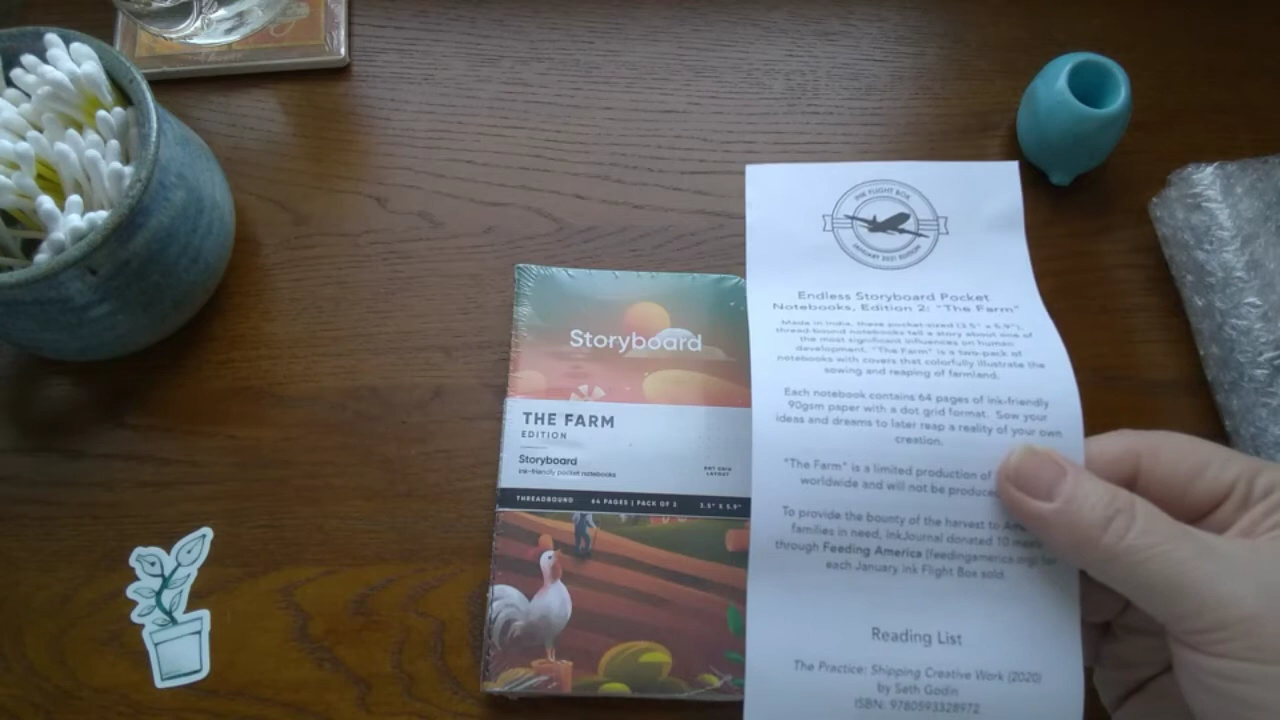 Storyboard
THE FARM
EDITION
Storyboard
ink-friendly pocket notebooks
DOT GRID
LAYOUT
THREADBOUND 64 PAGES | PACK OF 2 3.5" X 5.9"
INK FLIGHT BOX
JANUARY 2021 EDITION
Endless Storyboard Pocket
Notebooks, Edition 2: "The Farm"
Made in India, these pocket-sized (3.5" x 5.9"),
thread-bound notebooks tell a story about one of
the most significant influences on human
development. "The Farm" is a two-pack of
notebooks with covers that colorfully illustrate the
sowing and reaping of farmland.
Each notebook contains 64 pages of ink-friendly
90gsm paper with a dot grid format. Sow your
ideas and dreams to later reap a reality of your own
creation.
"The Farm" is a limited production of
worldwide and will not be produced
To provide the bounty of the harvest to
families in need, InkJournal donated 10 meals
through Feeding America (feedingamerica.org) for
each January Ink Flight Box sold.
Reading List
The Practice: Shipping Creative Work (2020)
by Seth Godin
ISBN: 9780593328972